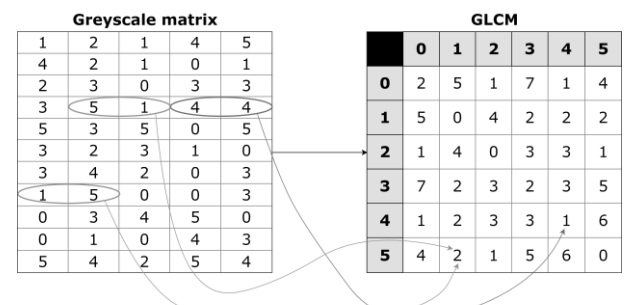 Greyscale matrix
1 2 1 4 5
4 2 1 0 1
2 3 0 3 3
3 5 1 4 4
5 3 5 0 5
3 2 3 1 0
3 4 2 0 3
1 5 0 0 3
0 3 4 5 0
0 1 0 4 3
5 4 2 5 4
GLCM
0 1 2 3 4 5
0 2 5 1 7 1 4
1 5 0 4 2 2 2
2 1 4 0 3 3 1
3 7 2 3 2 3 5
4 1 2 3 3 1 6
5 4 2 1 5 6 0